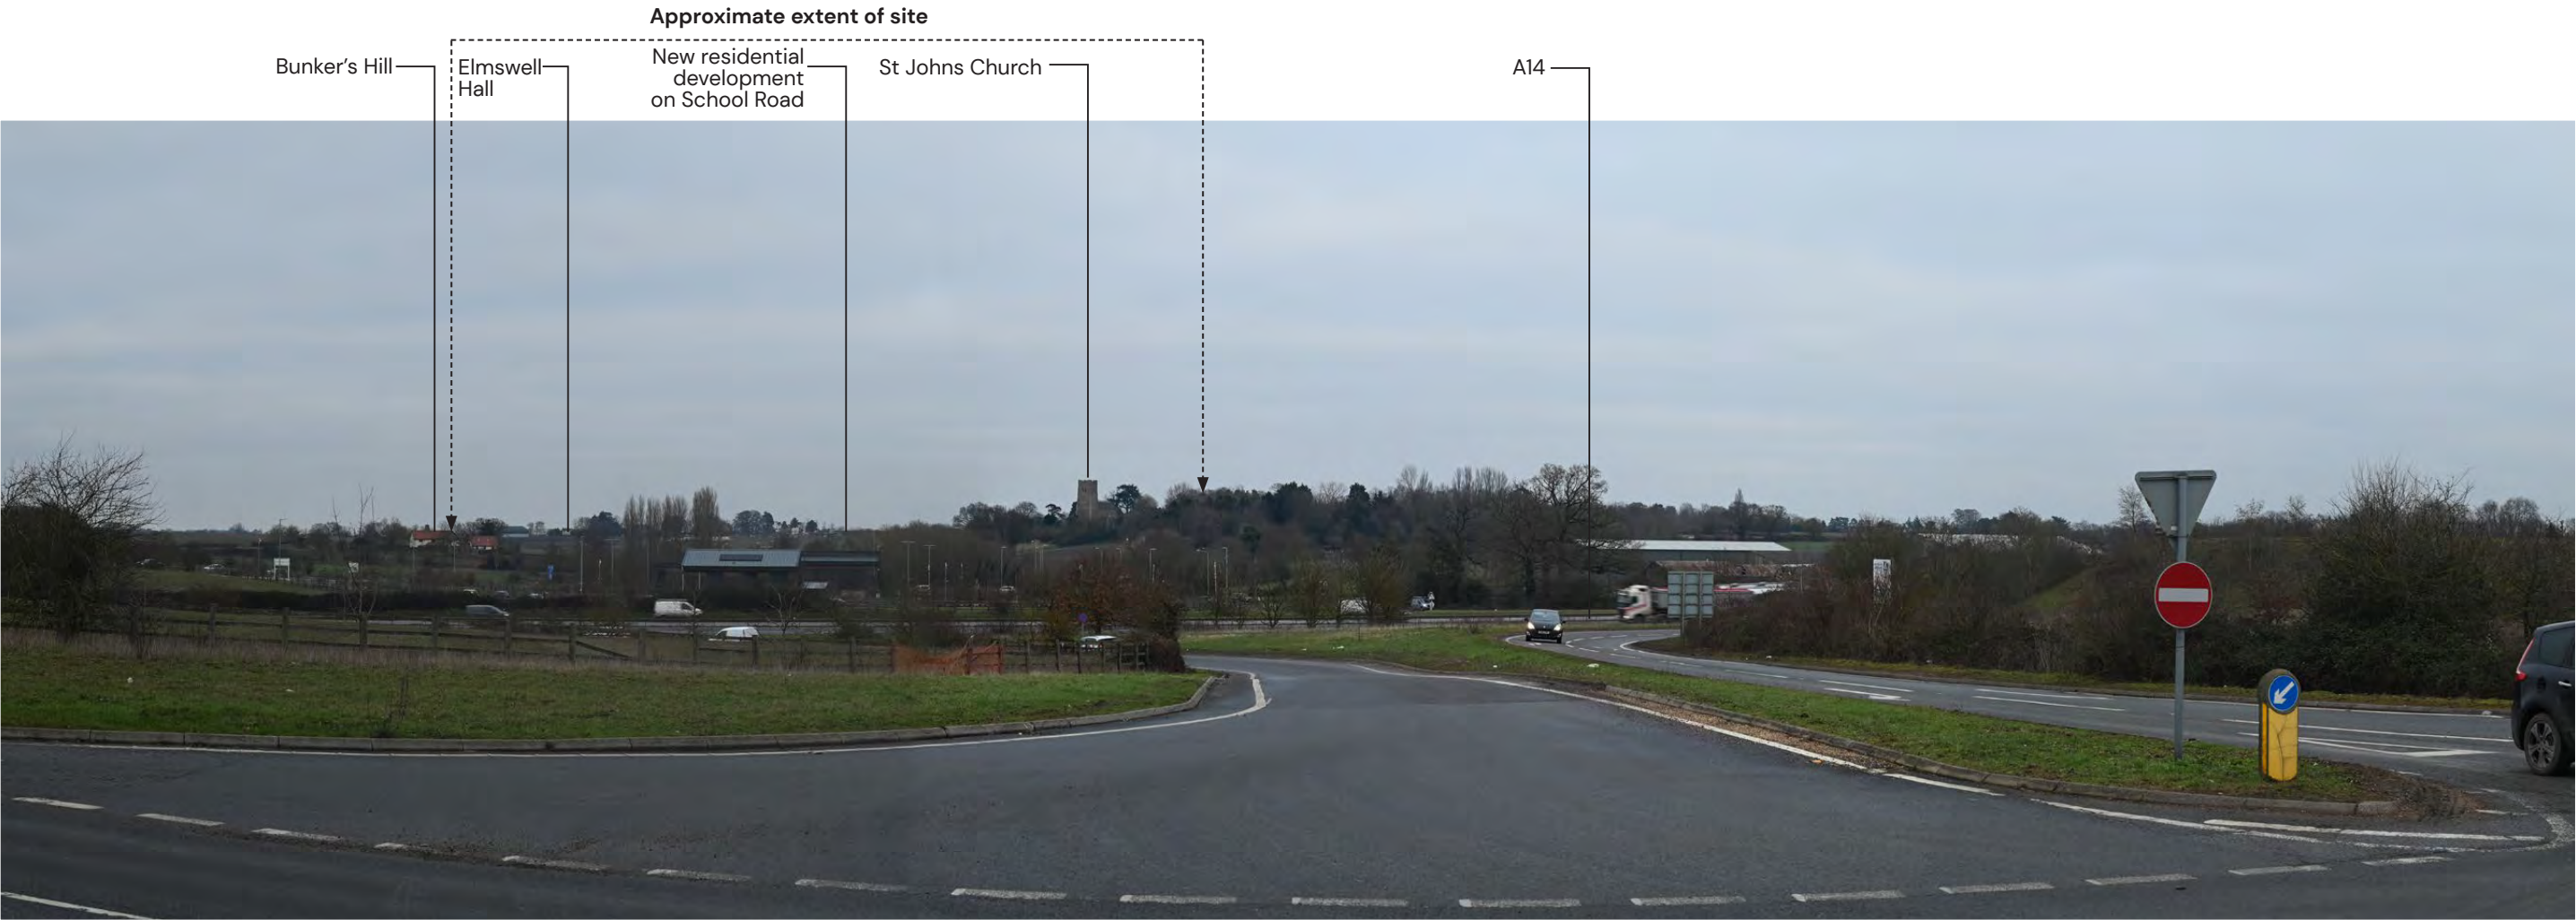 Approximate extent of site
Bunker's Hill
Elmswell
Hall
New residential
development
on School Road
St Johns Church
A14